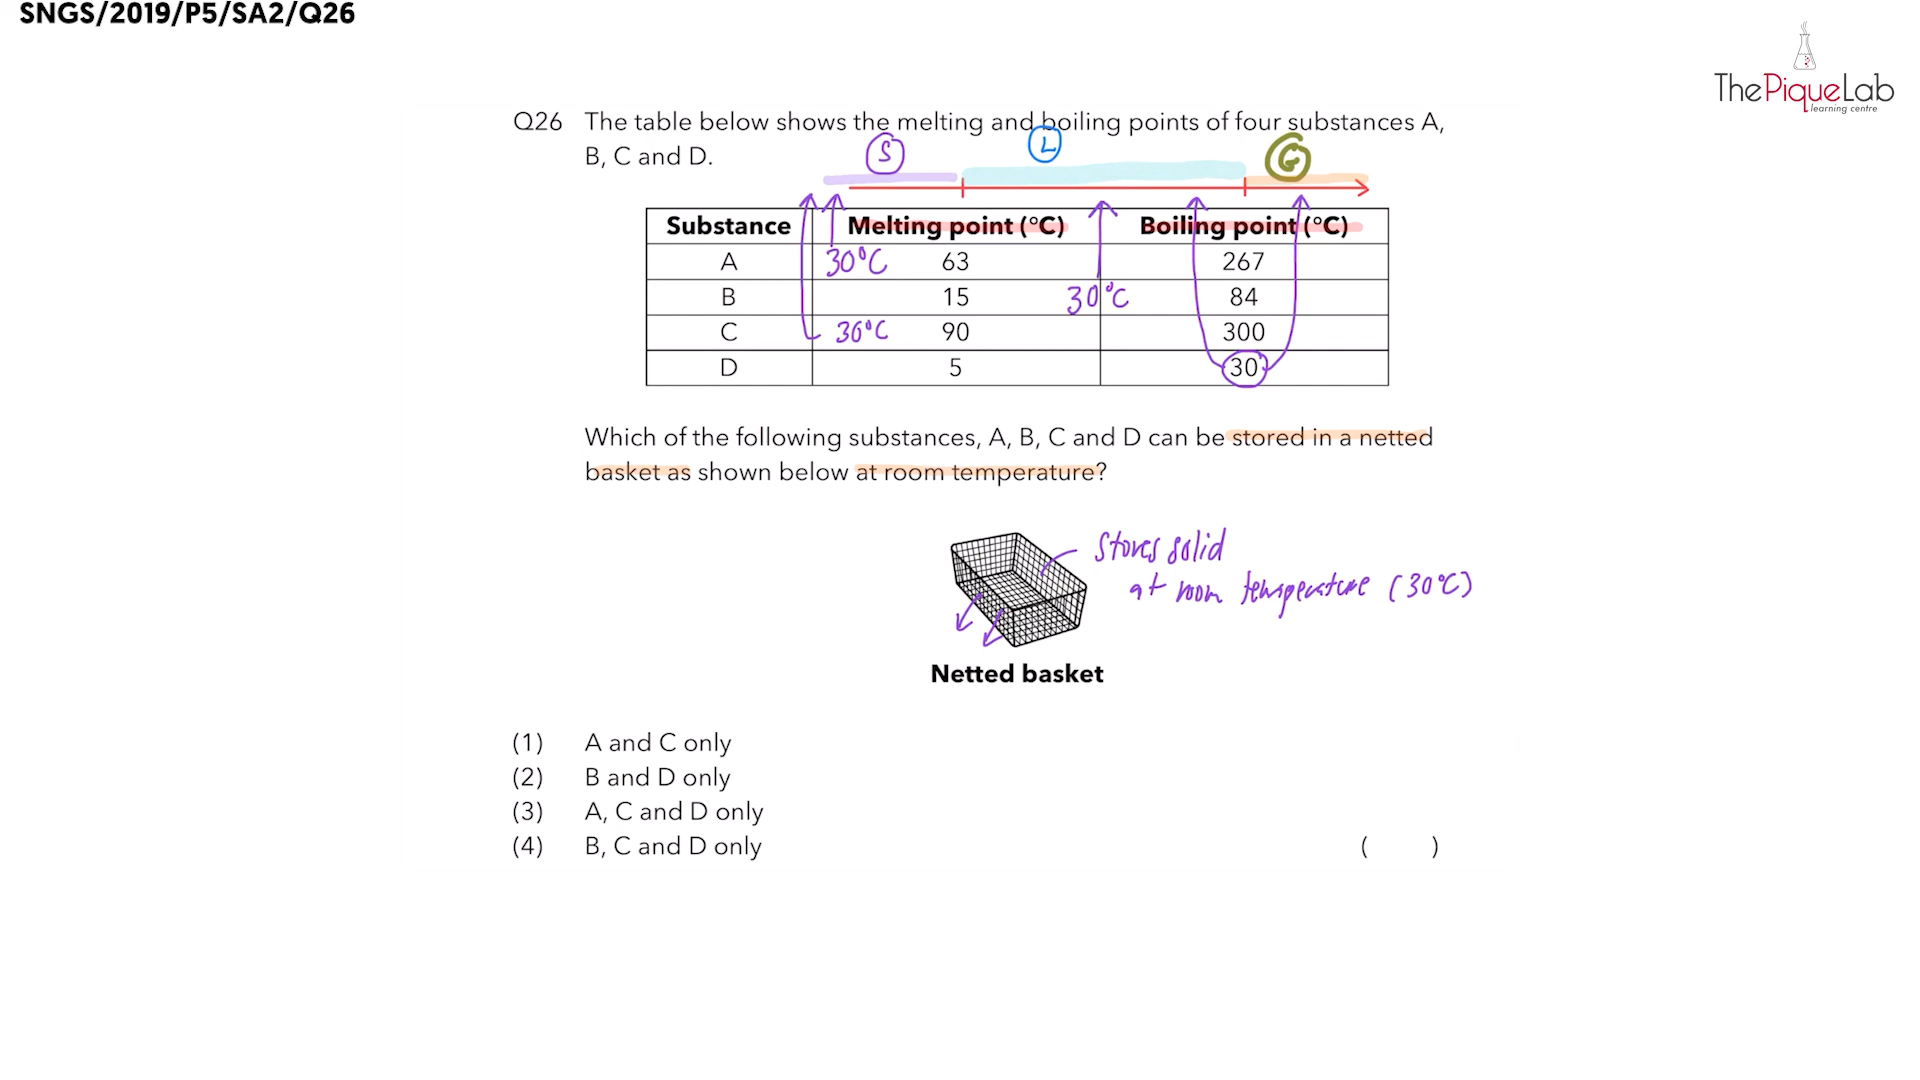 SNGS/2019/P5/SA2/Q26
ThePiqueLab
learning centre
Q26 The table below shows the melting and boiling points of four substances A,
B, C and D.
S L G
Substance Melting point (°C) Boiling point (°C)
A 30°C 63 267
B 15 30°C 84
C 30°C 90 300
D 5 30
Which of the following substances, A, B, C and D can be stored in a netted
basket as shown below at room temperature?
Stores solid
at room temperature (30°C)
Netted basket
(1) A and C only
(2) B and D only
(3) A, C and D only
(4) B, C and D only ( )